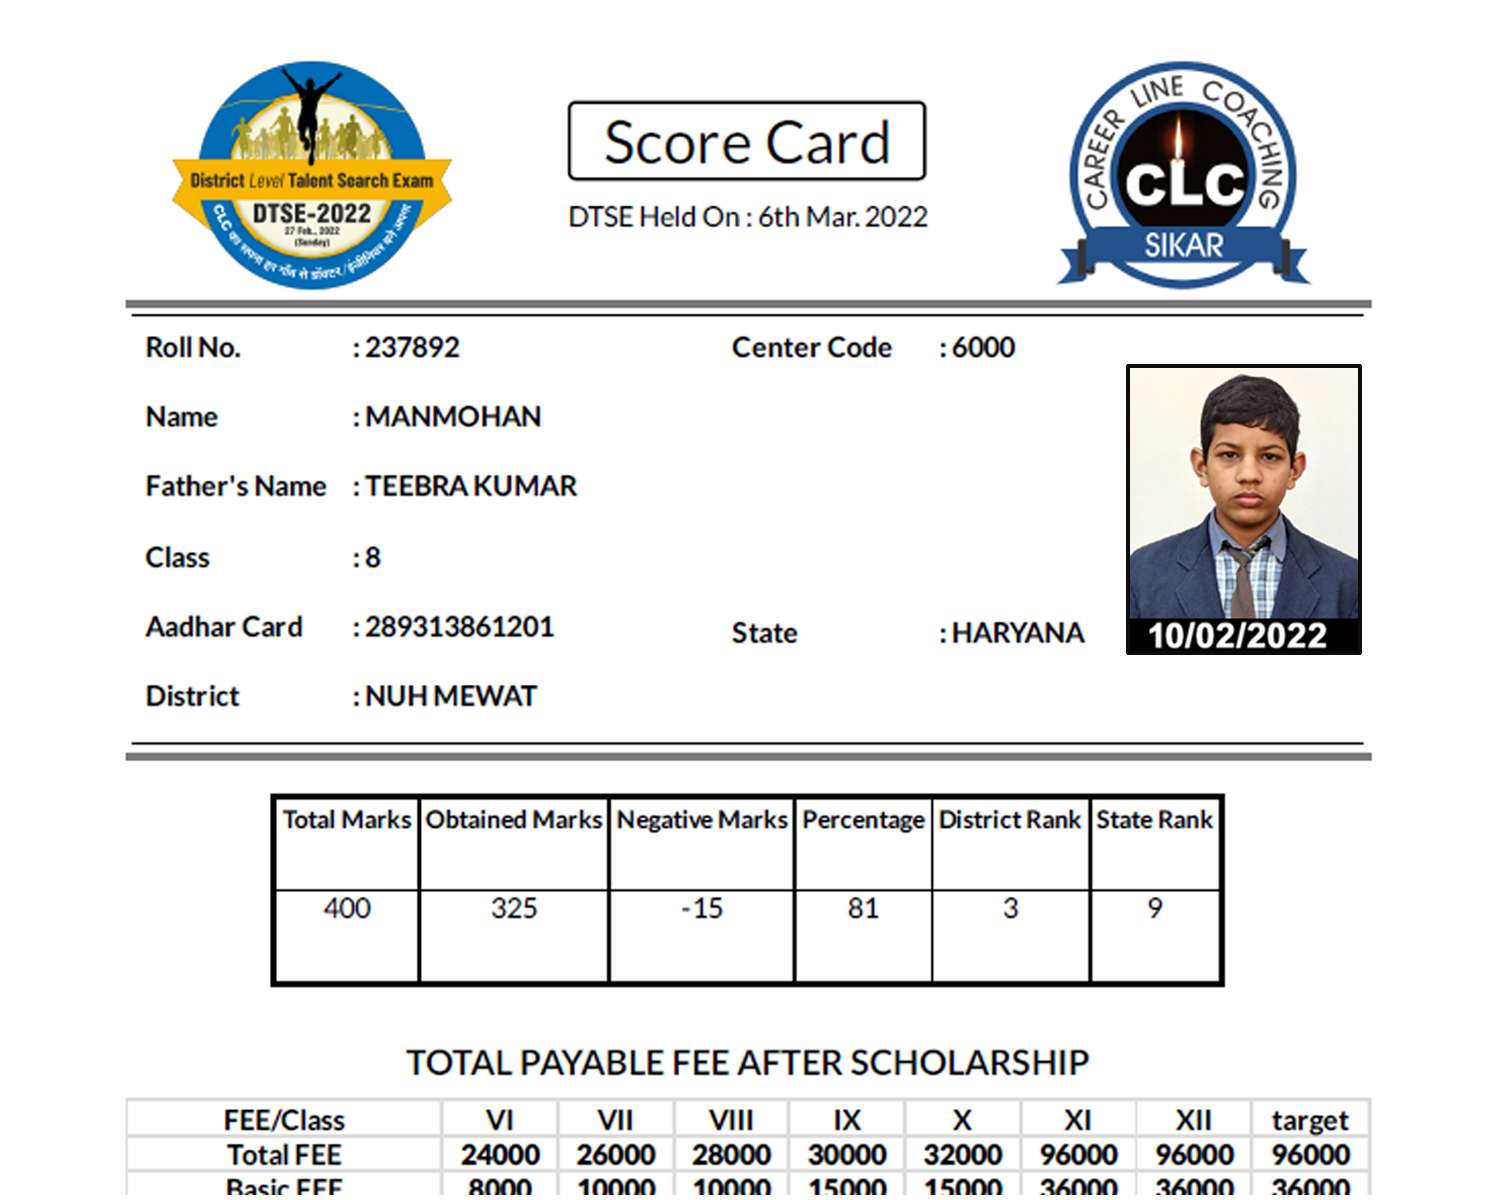 District Level Talent Search Exam
DTSE-2022
27 Feb., 2022
(Sunday)
CLC का सपना हर गाँव से डॉक्टर/इंजीनियर बने अपना
Score Card
DTSE Held On : 6th Mar. 2022
CAREER LINE COACHING
CLC
SIKAR
Roll No. : 237892 Center Code : 6000
Name : MANMOHAN
Father's Name : TEEBRA KUMAR
Class : 8
Aadhar Card : 289313861201 State : HARYANA
10/02/2022
District : NUH MEWAT
Total Marks Obtained Marks Negative Marks Percentage District Rank State Rank
400 325 -15 81 3 9
TOTAL PAYABLE FEE AFTER SCHOLARSHIP
FEE/Class VI VII VIII IX X XI XII target
Total FEE 24000 26000 28000 30000 32000 96000 96000 96000
Basic FEE 8000 10000 10000 15000 15000 36000 36000 36000